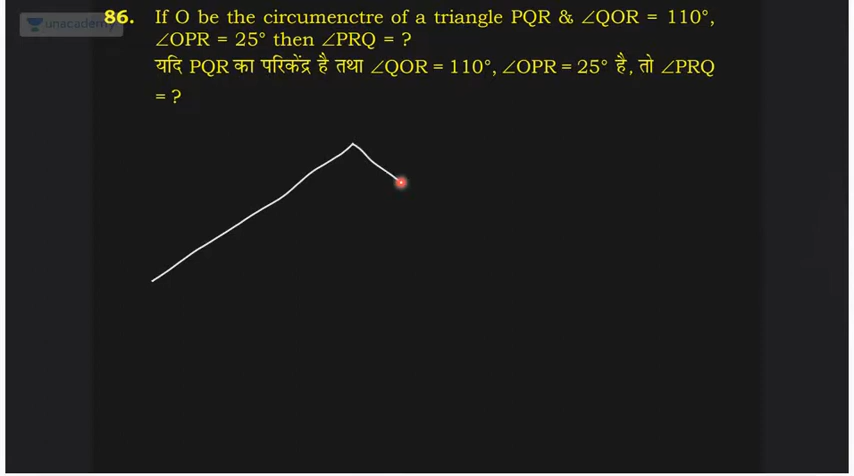 unacademy
86. If O be the circumenctre of a triangle PQR & ∠QOR = 110°,
∠OPR = 25° then ∠PRQ = ?
यदि PQR का परिकेंद्र है तथा ∠QOR = 110°, ∠OPR = 25° है, तो ∠PRQ
= ?